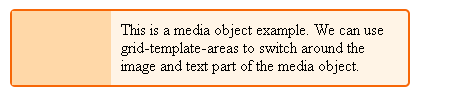 This is a media object example. We can use
grid-template-areas to switch around the
image and text part of the media object.